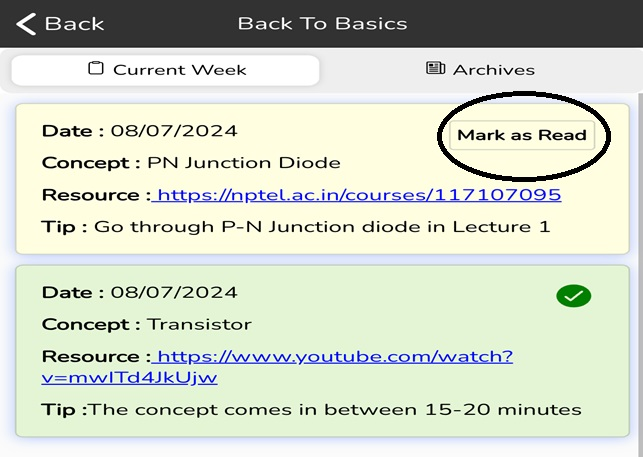 Back
Back To Basics
Current Week
Archives
Date : 08/07/2024
Mark as Read
Concept : PN Junction Diode
Resource : https://nptel.ac.in/courses/117107095
Tip : Go through P-N Junction diode in Lecture 1
Date : 08/07/2024
Concept : Transistor
Resource : https://www.youtube.com/watch?
v=mwITd4JkUjw
Tip :The concept comes in between 15-20 minutes